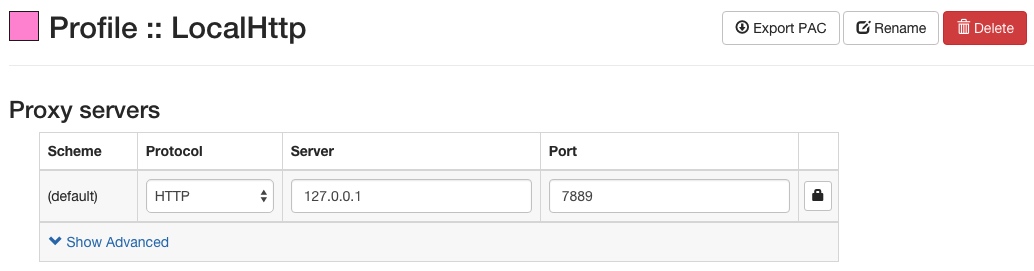 Profile :: LocalHttp
Export PAC
Rename
Delete
Proxy servers
Scheme Protocol Server Port
(default) HTTP 127.0.0.1 7889
Show Advanced